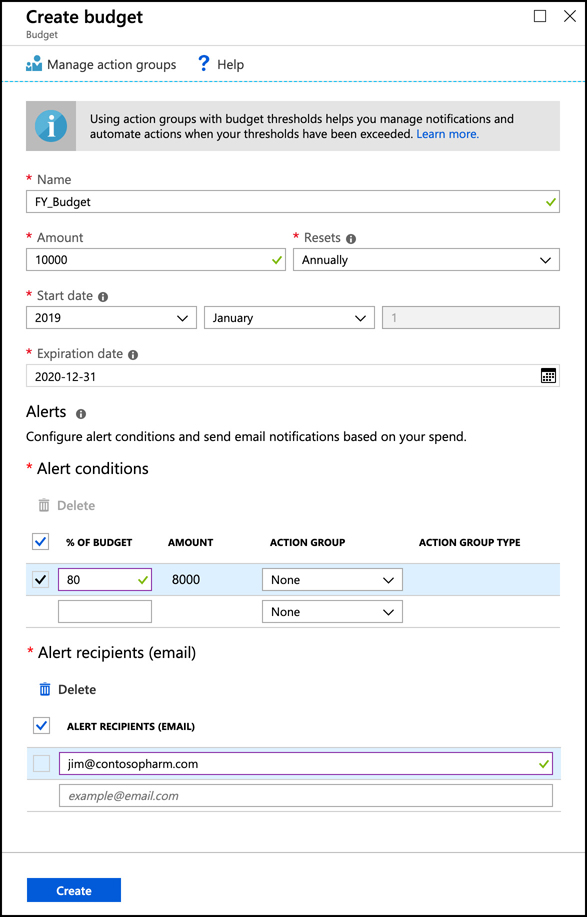 Create budget
Budget
Manage action groups ? Help
i Using action groups with budget thresholds helps you manage notifications and
automate actions when your thresholds have been exceeded. Learn more.
* Name
FY_Budget
* Amount * Resets i
10000 Annually
* Start date i
2019 January 1
* Expiration date i
2020-12-31
Alerts i
Configure alert conditions and send email notifications based on your spend.
* Alert conditions
Delete
% OF BUDGET AMOUNT ACTION GROUP ACTION GROUP TYPE
80 8000 None
None
* Alert recipients (email)
Delete
ALERT RECIPIENTS (EMAIL)
jim@contosopharm.com
example@email.com
Create